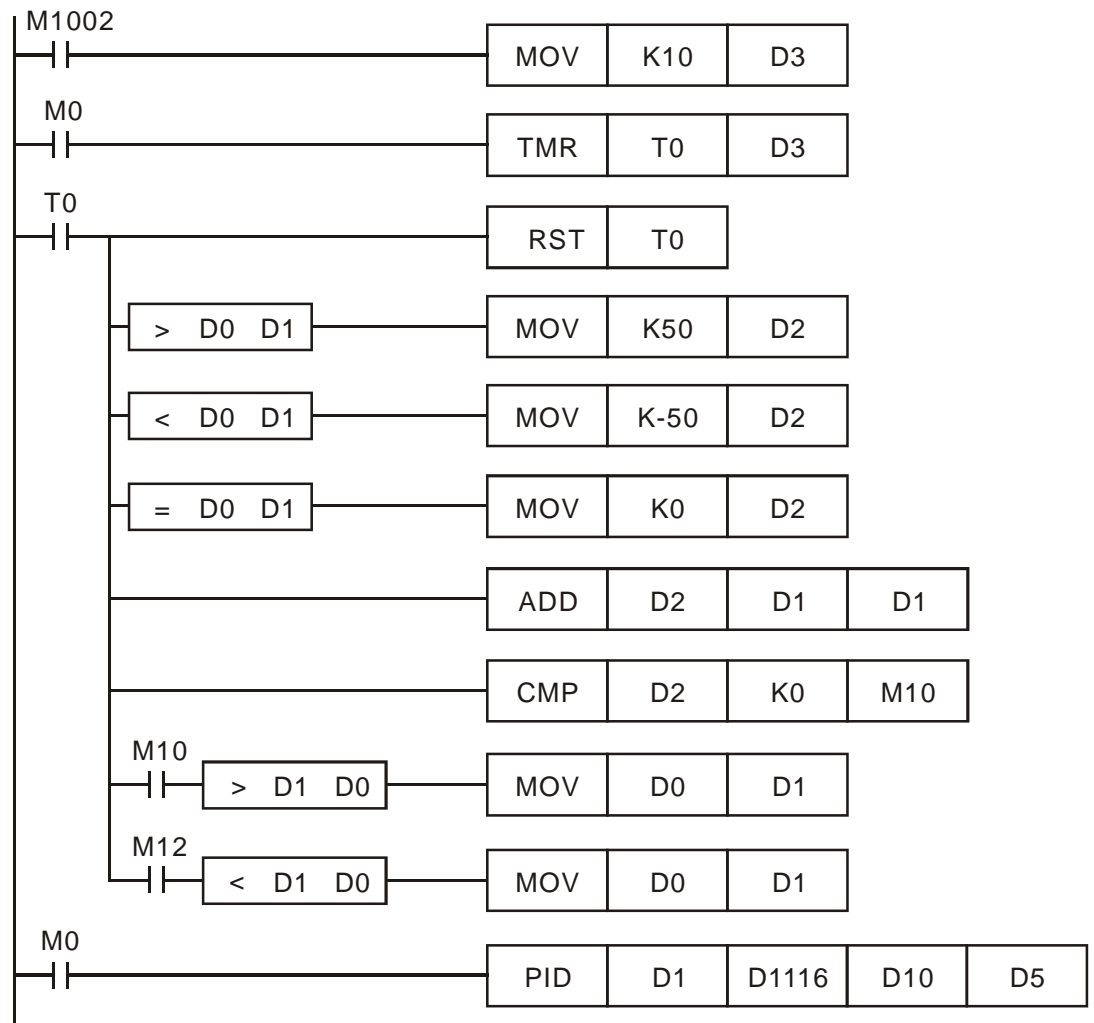 M1002
MOV K10 D3
M0
TMR T0 D3
T0
RST T0
> D0 D1 MOV K50 D2
< D0 D1 MOV K-50 D2
= D0 D1 MOV K0 D2
ADD D2 D1 D1
CMP D2 K0 M10
M10
> D1 D0 MOV D0 D1
M12
< D1 D0 MOV D0 D1
M0
PID D1 D1116 D10 D5